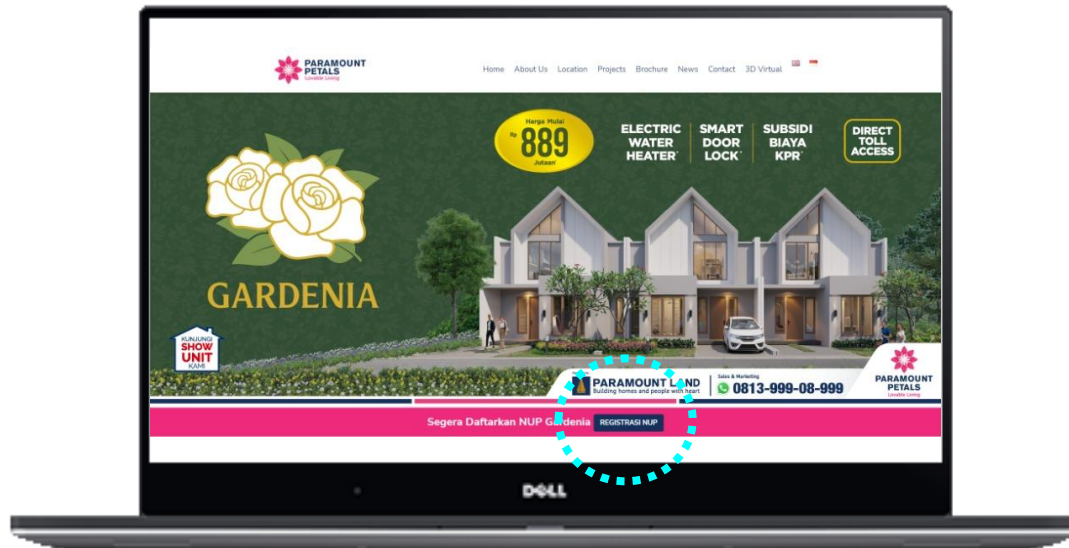 PARAMOUNT
PETALS
Lovable Living
Home About Us Location Projects Brochure News Contact 3D Virtual
Harga Mulai
Rp 889
Jutaan*
ELECTRIC
WATER
HEATER*
SMART
DOOR
LOCK*
SUBSIDI
BIAYA
KPR*
DIRECT
TOLL
ACCESS
GARDENIA
KUNJUNGI
SHOW
UNIT
KAMI
PARAMOUNT LAND
Building homes and people with heart
Sales & Marketing
0813-999-08-999
PARAMOUNT
PETALS
Lovable Living
Segera Daftarkan NUP Gardenia REGISTRASI NUP
DELL